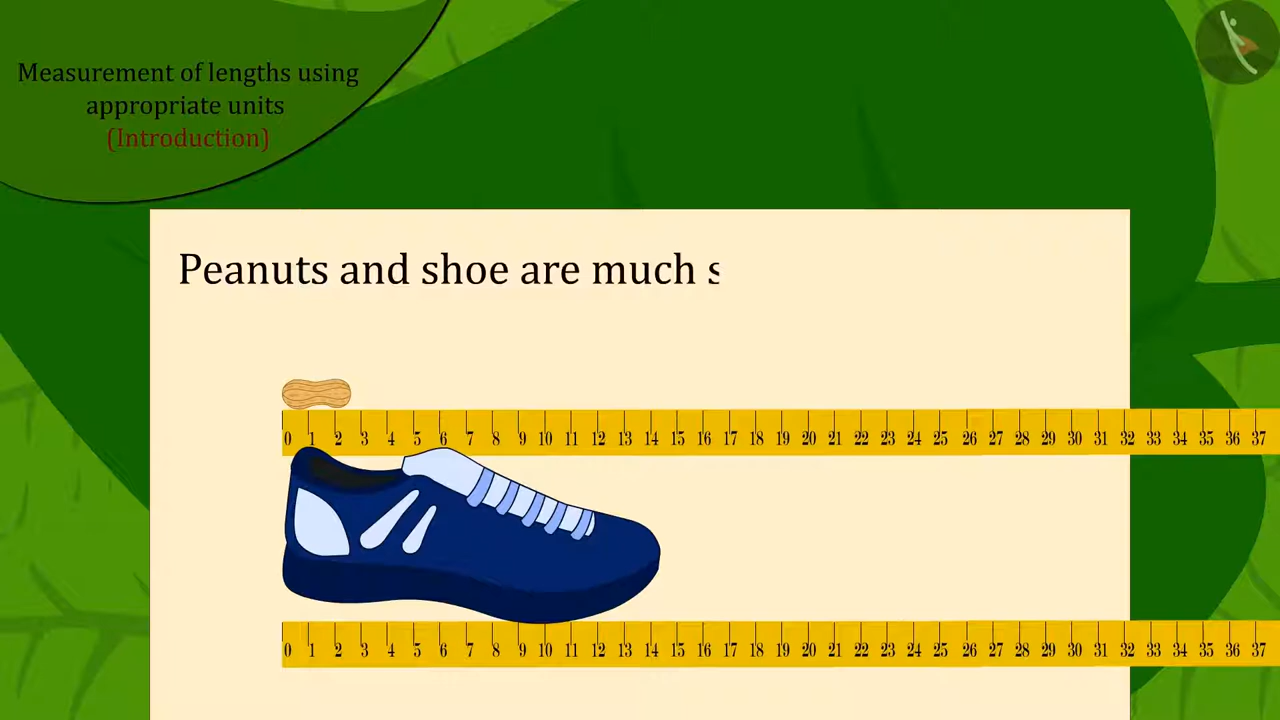 Measurement of lengths using
appropriate units
(Introduction)
Peanuts and shoe are much s
0 1 2 3 4 5 6 7 8 9 10 11 12 13 14 15 16 17 18 19 20 21 22 23 24 25 26 27 28 29 30 31 32 33 34 35 36 37
0 1 2 3 4 5 6 7 8 9 10 11 12 13 14 15 16 17 18 19 20 21 22 23 24 25 26 27 28 29 30 31 32 33 34 35 36 37